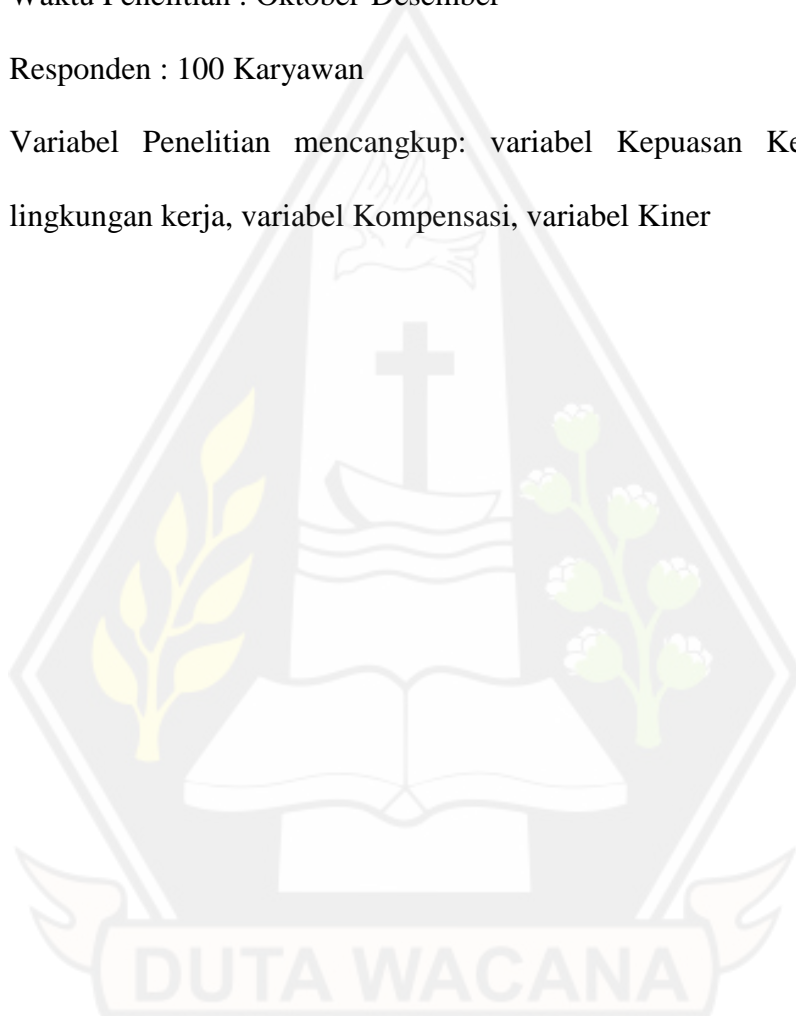 Waktu Penelitian : Oktober-Desember
Responden : 100 Karyawan
Variabel Penelitian mencangkup: variabel Kepuasan
lingkungan kerja, variabel Kompensasi, variabel Kiner
DUTA WACANA